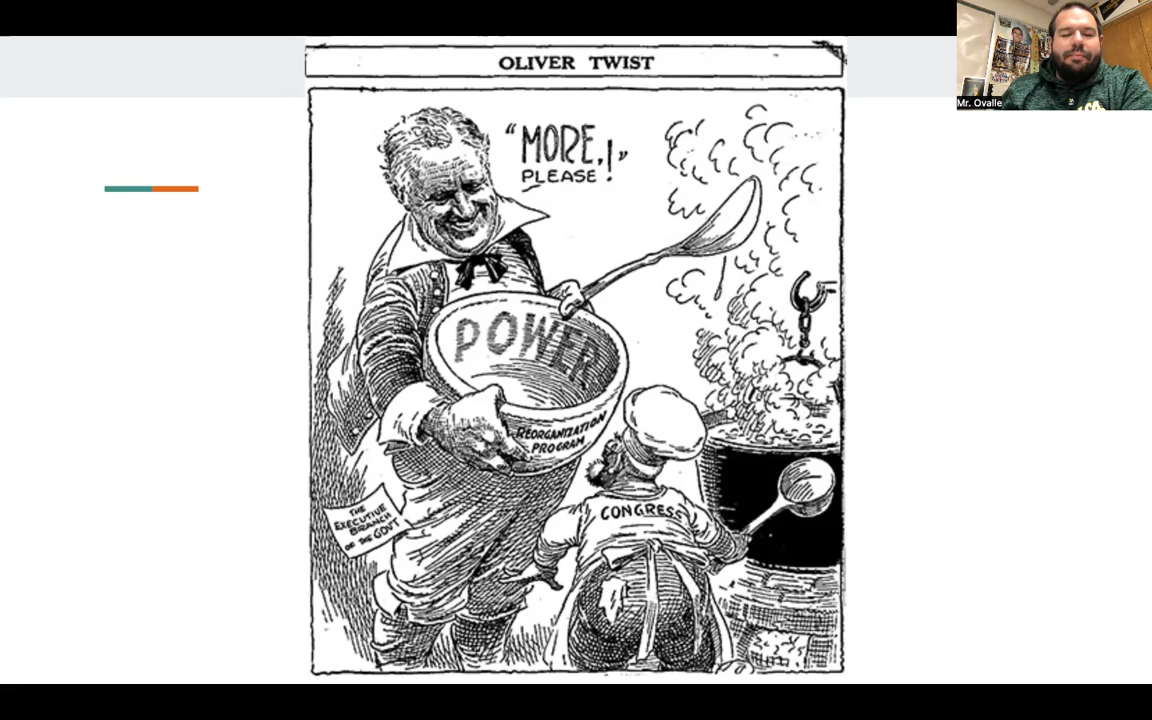 OLIVER TWIST
"MORE,
PLEASE!"
POWER
REORGANIZATION
PROGRAM
CONGRESS
THE
EXECUTIVE
BRANCH
OF THE GOV'T
Mr. Ovalle